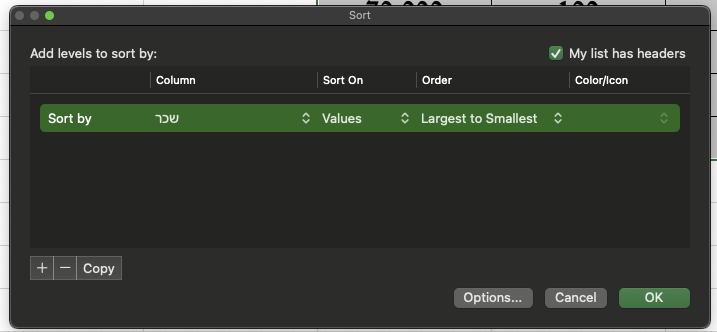 Sort
Add levels to sort by:
My list has headers
Column Sort On Order Color/Icon
Sort by שכר Values Largest to Smallest
+ − Copy
Options... Cancel OK